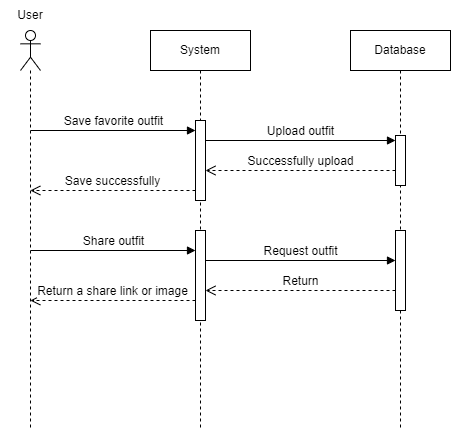 User
System
Database
Save favorite outfit
Upload outfit
Successfully upload
Save successfully
Share outfit
Request outfit
Return
Return a share link or image